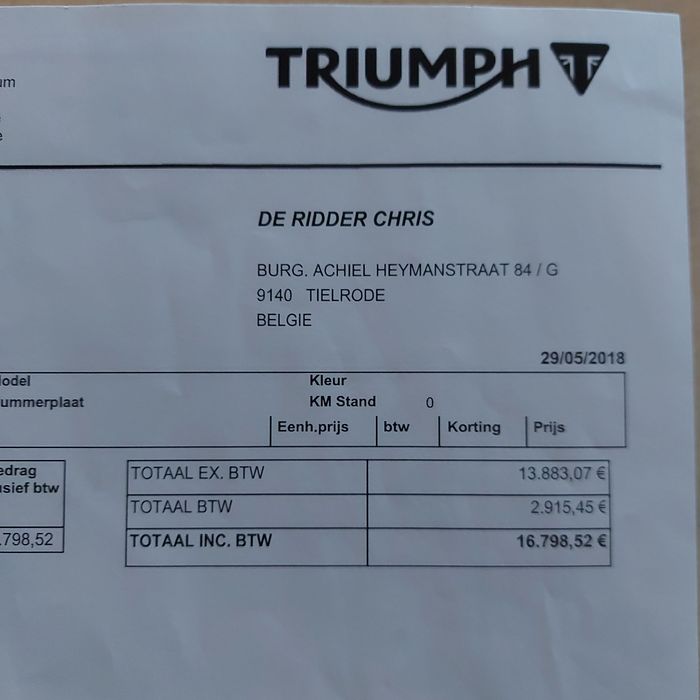 TRIUMPH
DE RIDDER CHRIS
BURG. ACHIEL HEYMANSTRAAT 84 / G
9140 TIELRODE
BELGIE
29/05/2018
odel Kleur
ummerplaat KM Stand 0
Eenh.prijs btw Korting Prijs
edrag
usief btw
.798,52
TOTAAL EX. BTW 13.883,07 €
TOTAAL BTW 2.915,45 €
TOTAAL INC. BTW 16.798,52 €